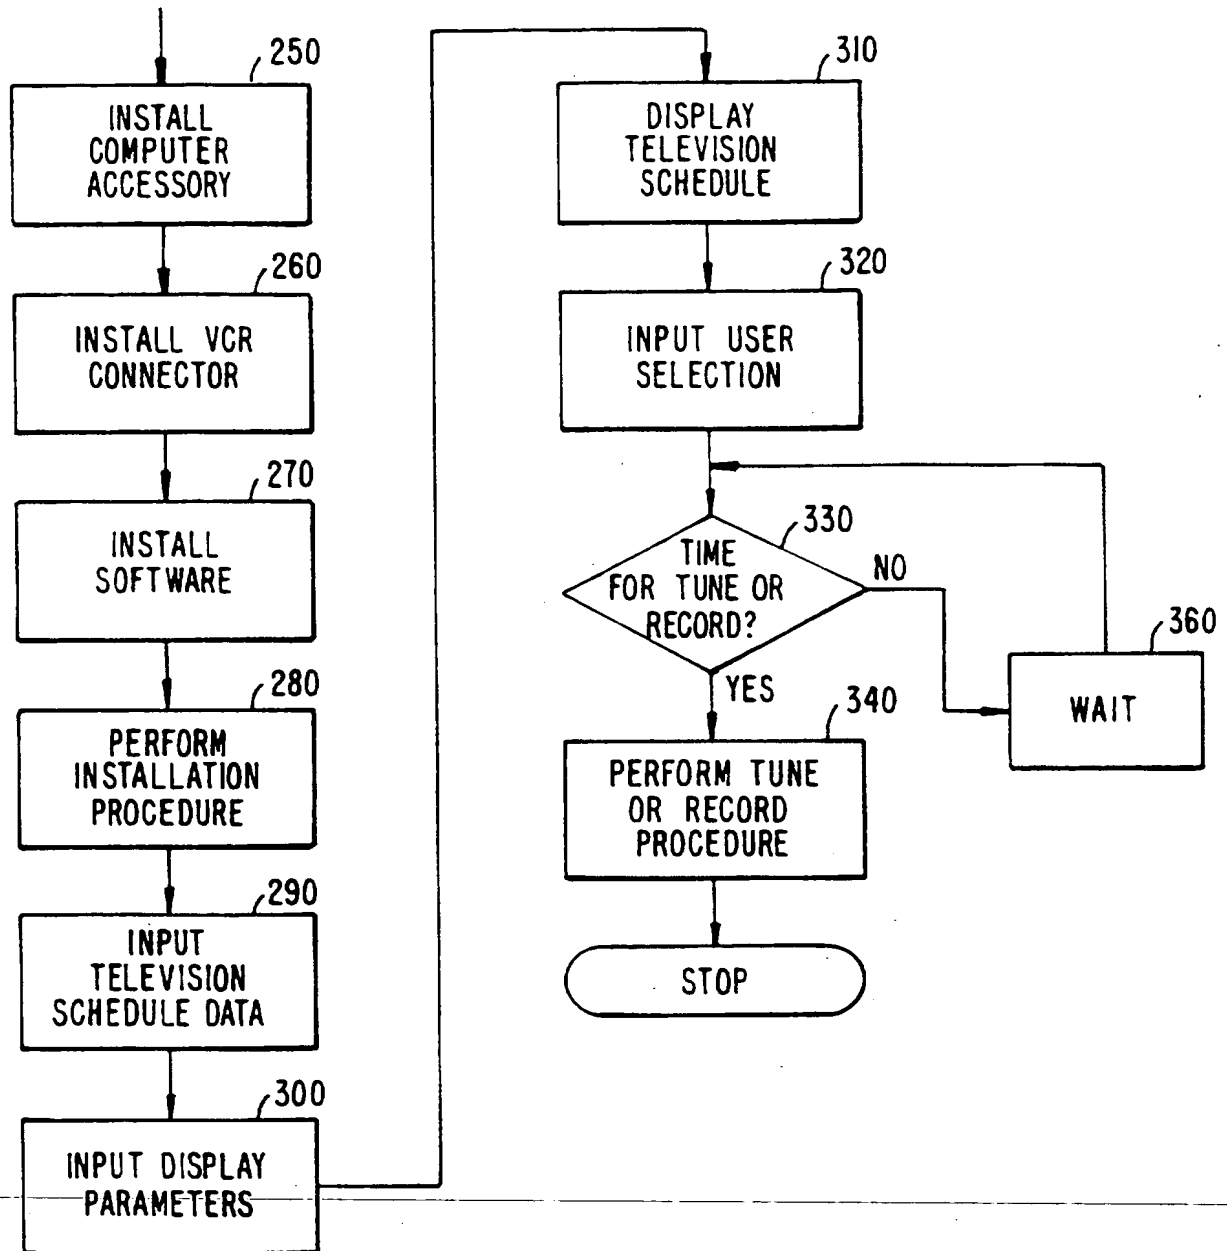 250
INSTALL
COMPUTER
ACCESSORY
260
INSTALL VCR
CONNECTOR
270
INSTALL
SOFTWARE
280
PERFORM
INSTALLATION
PROCEDURE
290
INPUT
TELEVISION
SCHEDULE DATA
300
INPUT DISPLAY
PARAMETERS
310
DISPLAY
TELEVISION
SCHEDULE
320
INPUT USER
SELECTION
330
TIME
FOR TUNE OR
RECORD?
NO
YES
360
WAIT
340
PERFORM TUNE
OR RECORD
PROCEDURE
STOP